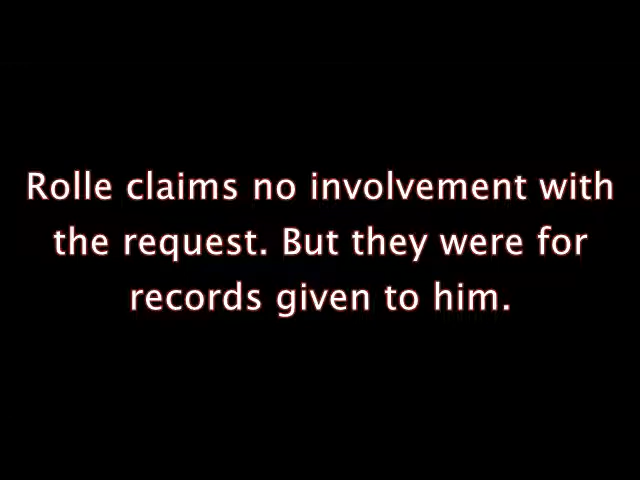 Rolle claims no involvement with
the request. But they were for
records given to him.